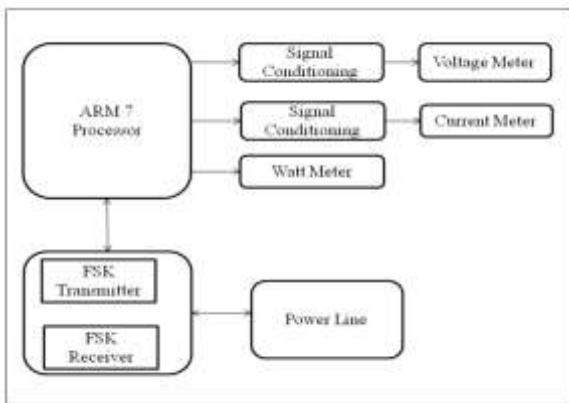 Signal
Conditioning
Voltage Meter
ARM 7
Processor
Signal
Conditioning
Current Meter
Watt Meter
FSK
Transmitter
Power Line
FSK
Receiver